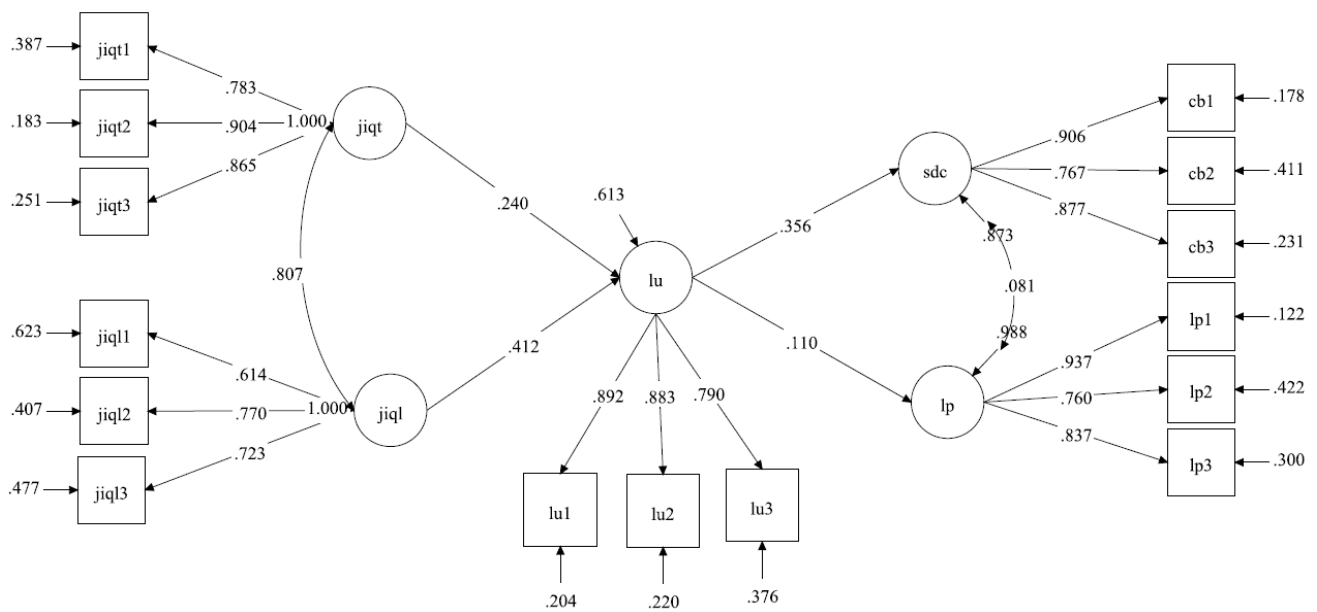 .387
jiqt1
.783
.183
jiqt2
.904
1.000
jiqt
.865
.251
jiqt3
.240
.807
.623
jiql1
.614
.407
jiql2
.770
1.000
jiql
.723
.477
jiql3
.412
.613
lu
.356
.110
.892
.883
.790
lu1
lu2
lu3
.204
.220
.376
sdc
.873
.081
.988
lp
.906
.767
.877
cb1
.178
cb2
.411
cb3
.231
.937
.760
.837
lp1
.122
lp2
.422
lp3
.300